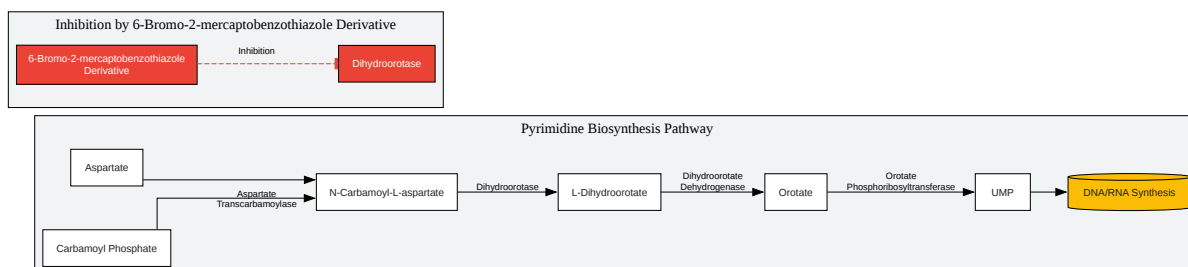 Inhibition by 6-Bromo-2-mercaptobenzothiazole Derivative
6-Bromo-2-mercaptobenzothiazole
Derivative
Inhibition
Dihydroorotase
Pyrimidine Biosynthesis Pathway
Aspartate
Carbamoyl Phosphate
Aspartate
Transcarbamoylase
N-Carbamoyl-L-aspartate
Dihydroorotase
L-Dihydroorotate
Dihydroorotate
Dehydrogenase
Orotate
Orotate
Phosphoribosyltransferase
UMP
DNA/RNA Synthesis